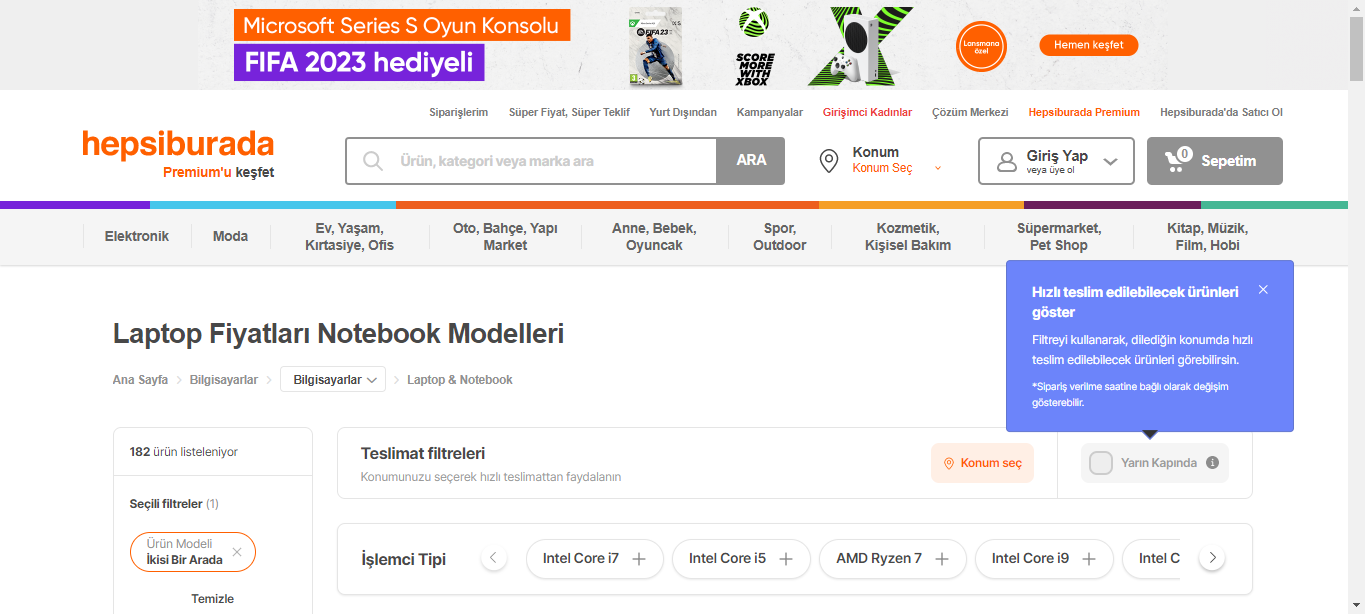 Microsoft Series S Oyun Konsolu
FIFA 2023 hediyeli
FIFA 23
SCORE
MORE
WITH
XBOX
Lansmana
özel
Hemen keşfet
Siparişlerim
Süper Fiyat, Süper Teklif
Yurt Dışından
Kampanyalar
Girişimci Kadınlar
Çözüm Merkezi
Hepsiburada Premium
Hepsiburada'da Satıcı Ol
hepsiburada
Premium'u keşfet
Ürün, kategori veya marka ara
ARA
Konum
Konum Seç
Giriş Yap
veya üye ol
0
Sepetim
Elektronik
Moda
Ev, Yaşam,
Kırtasiye, Ofis
Oto, Bahçe, Yapı
Market
Anne, Bebek,
Oyuncak
Spor,
Outdoor
Kozmetik,
Kişisel Bakım
Süpermarket,
Pet Shop
Kitap, Müzik,
Film, Hobi
Hızlı teslim edilebilecek ürünleri
göster
Filtreyi kullanarak, dilediğin konumda hızlı
teslim edilebilecek ürünleri görebilirsin.
*Sipariş verilme saatine bağlı olarak değişim
gösterebilir.
Laptop Fiyatları Notebook Modelleri
Ana Sayfa
Bilgisayarlar
Bilgisayarlar
Laptop & Notebook
182 ürün listeleniyor
Seçili filtreler (1)
Ürün Modeli
İkisi Bir Arada
Temizle
Teslimat filtreleri
Konumunuzu seçerek hızlı teslimattan faydalanın
Konum seç
Yarın Kapında
İşlemci Tipi
Intel Core i7
Intel Core i5
AMD Ryzen 7
Intel Core i9
Intel C